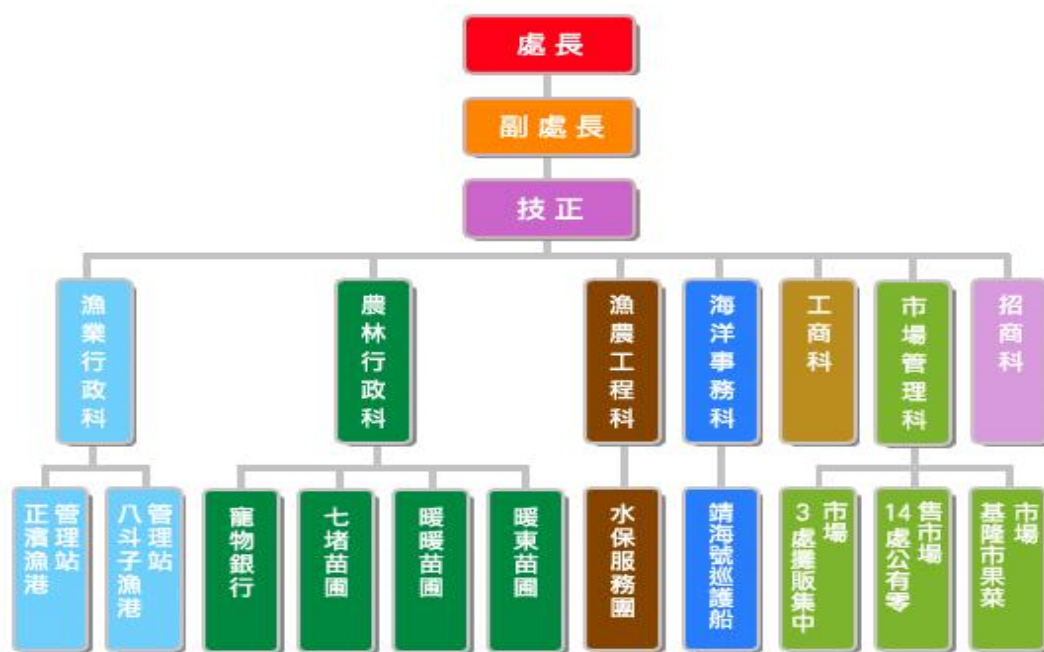 處長
副處長
技正
漁業行政科
農林行政科
漁農工程科
海洋事務科
工商科
市場管理科
招商科
正濱漁港
管理站
八斗子漁港
管理站
寵物銀行
七堵苗圃
暖暖苗圃
暖東苗圃
水保服務團
靖海號巡護船
3處攤販集中
市場
14處公有零
售市場
基隆市果菜
市場